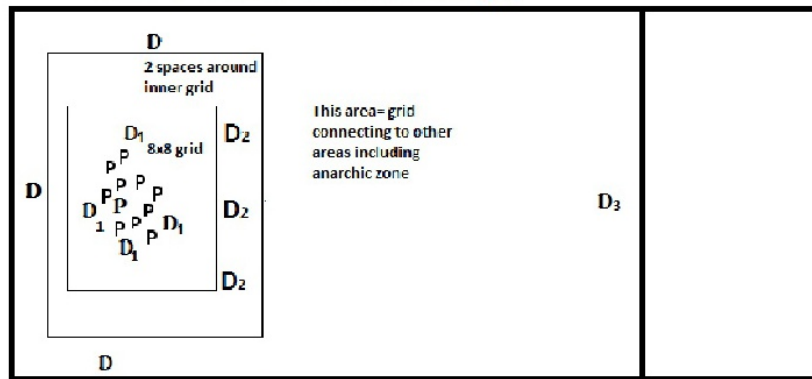 D
2 spaces around
inner grid
This area= grid
connecting to other
areas including
anarchic zone
D1
8x8 grid
D2
P
P
P P
D
P P P
D1
P
D1
D2
D3
P P
P
D1
D2
D